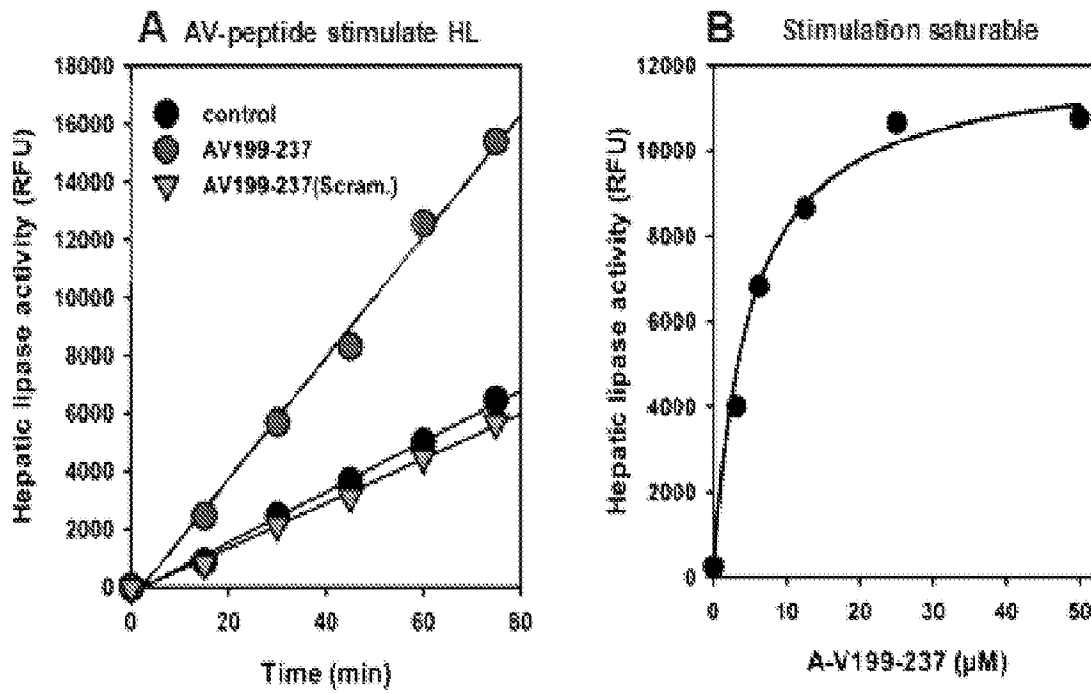 A AV-peptide stimulate HL
Hepatic lipase activity (RFU)
18000
16000
14000
12000
10000
8000
6000
4000
2000
0
control
AV199-237
AV199-237(Scram.)
0 20 40 60 80
Time (min)
B Stimulation saturable
Hepatic lipase activity (RFU)
12000
10000
8000
6000
4000
2000
0
0 10 20 30 40 50
A-V199-237 (µM)